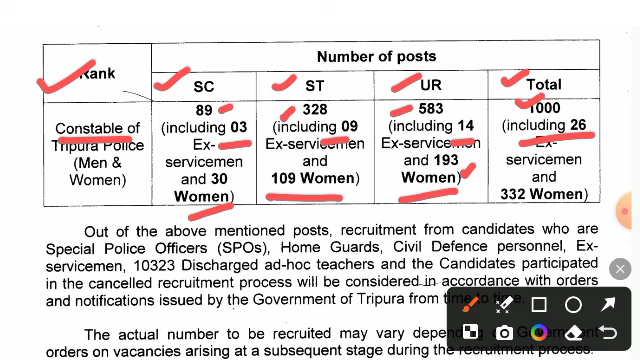 Number of posts
Rank
SC ST UR Total
Constable of Tripura Police (Men & Women)
89 (including 03 Ex-servicemen and 30 Women)
328 (including 09 Ex-servicemen and 109 Women)
583 (including 14 Ex-servicemen and 193 Women)
1000 (including 26 Ex-servicemen and 332 Women)
Out of the above mentioned posts, recruitment from candidates who are
Special Police Officers (SPOs), Home Guards, Civil Defence personnel, Ex-
servicemen, 10323 Discharged ad-hoc teachers and the Candidates participated
in the cancelled recruitment process will be considered in accordance with orders
and notifications issued by the Government of Tripura from time to time.
The actual number to be recruited may vary
orders on vacancies arising at a subsequent stage during the recruitment process.